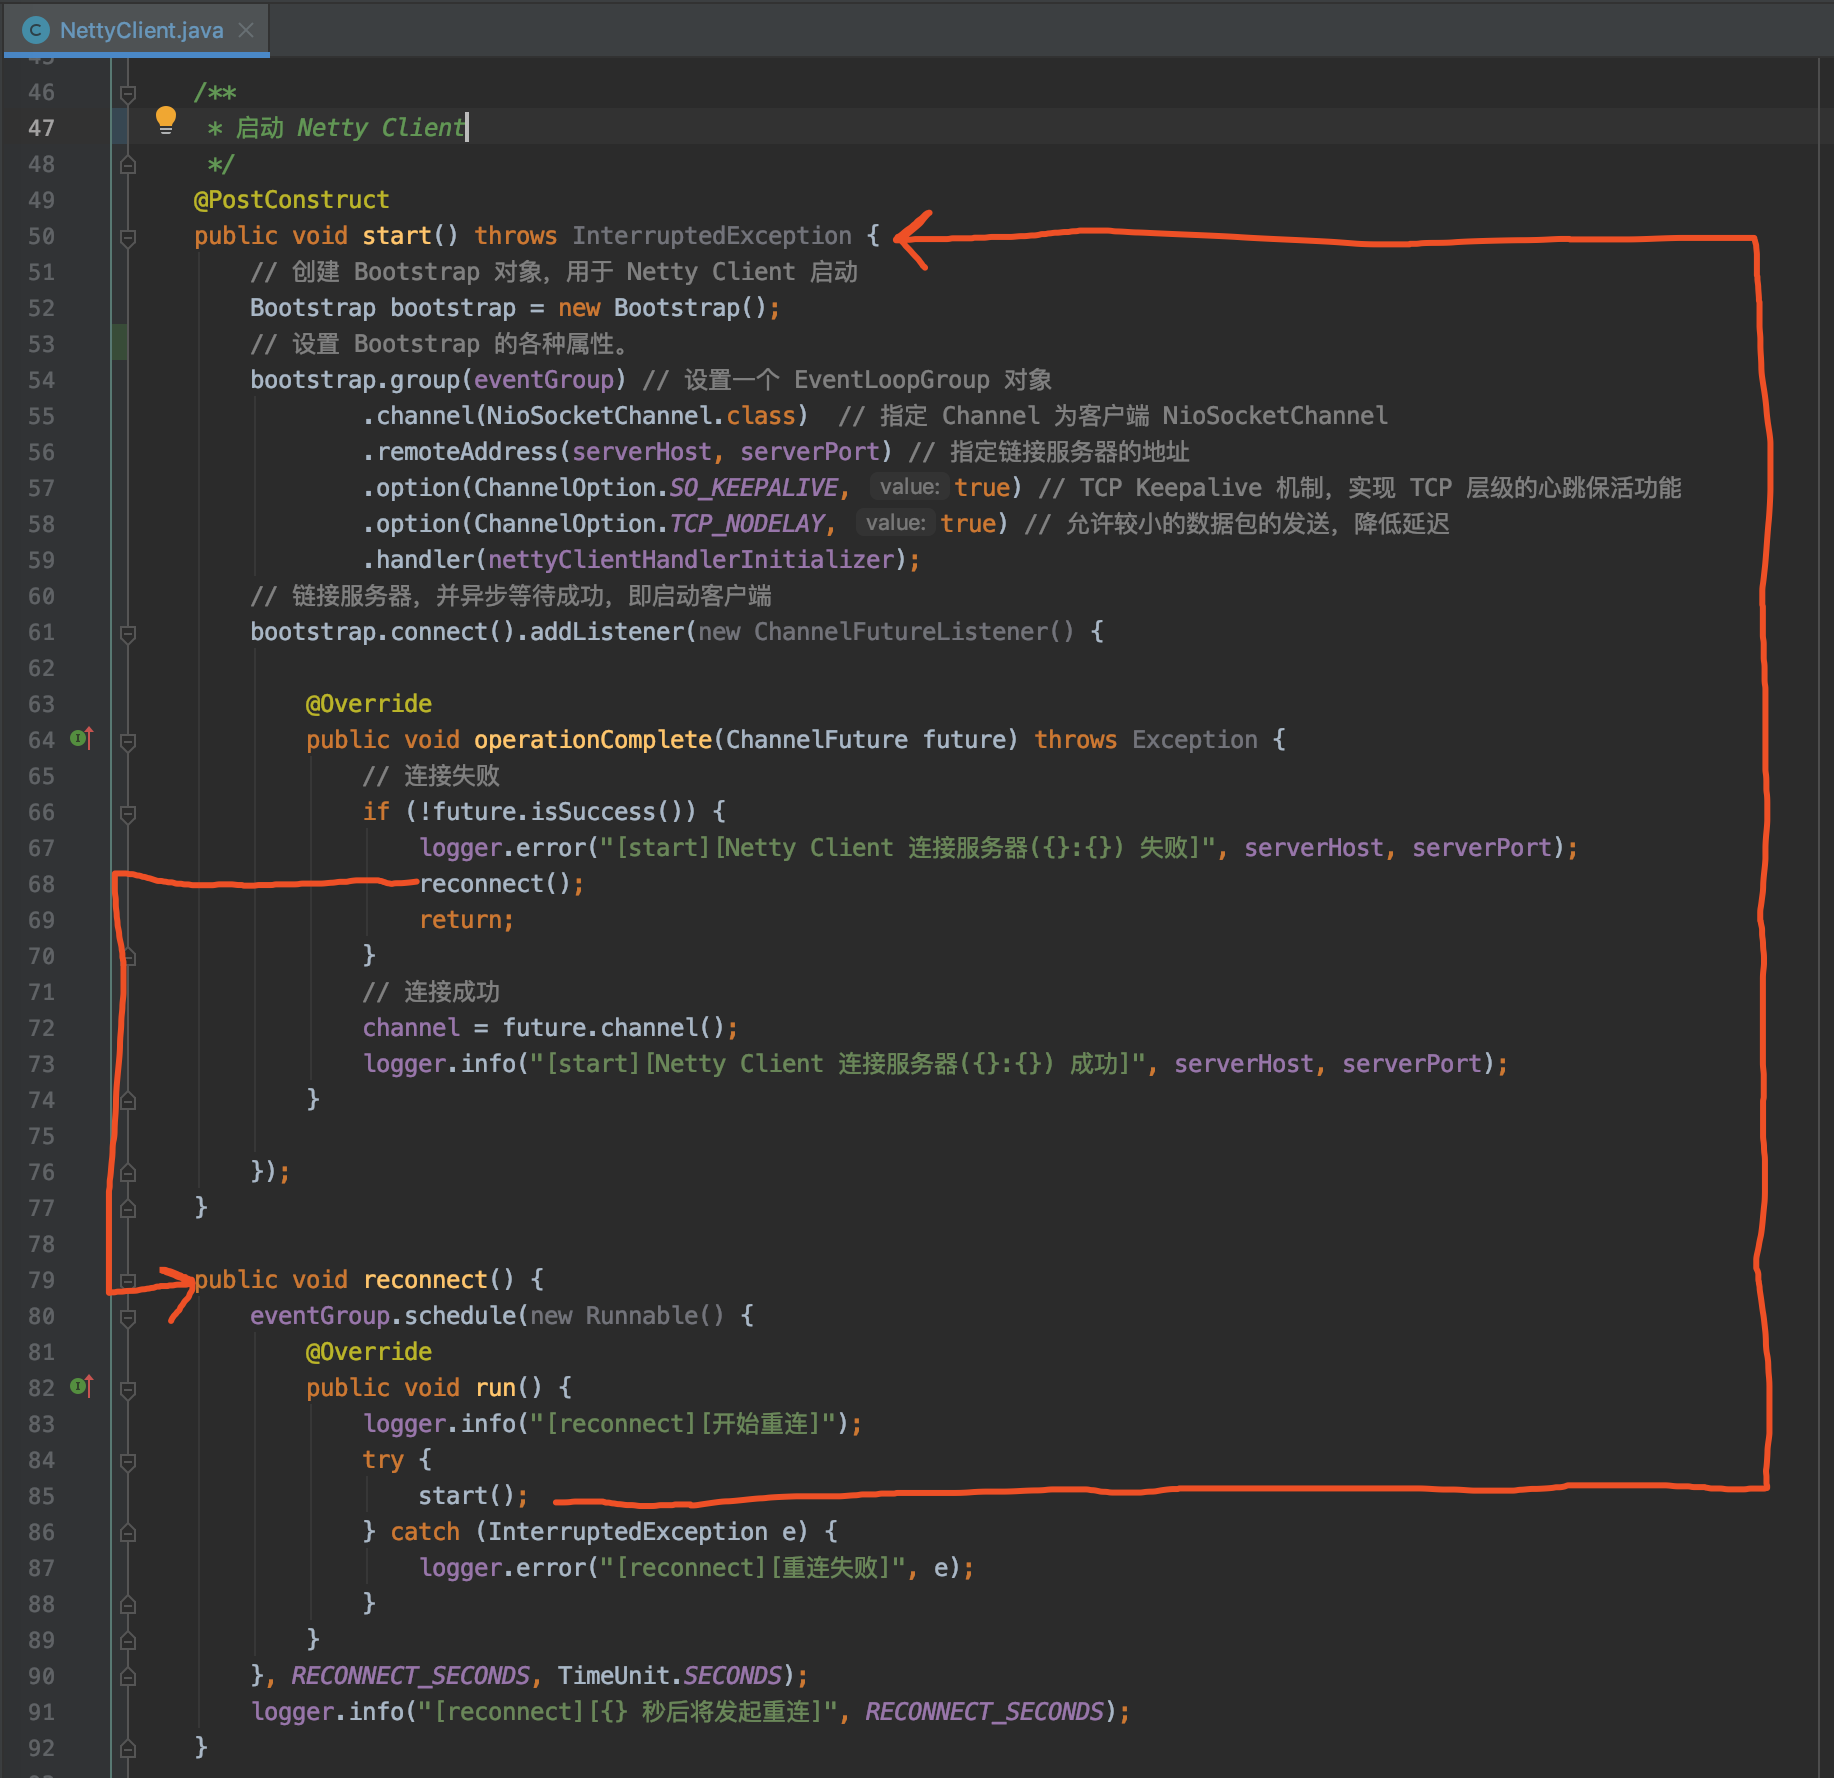 NettyClient.java
46 /**
47 * 启动 Netty Client
48 */
49 @PostConstruct
50 public void start() throws InterruptedException {
51 // 创建 Bootstrap 对象，用于 Netty Client 启动
52 Bootstrap bootstrap = new Bootstrap();
53 // 设置 Bootstrap 的各种属性。
54 bootstrap.group(eventGroup) // 设置一个 EventLoopGroup 对象
55 .channel(NioSocketChannel.class) // 指定 Channel 为客户端 NioSocketChannel
56 .remoteAddress(serverHost, serverPort) // 指定链接服务器的地址
57 .option(ChannelOption.SO_KEEPALIVE, value: true) // TCP Keepalive 机制，实现 TCP 层级的心跳保活功能
58 .option(ChannelOption.TCP_NODELAY, value: true) // 允许较小的数据包的发送，降低延迟
59 .handler(nettyClientHandlerInitializer);
60 // 链接服务器，并异步等待成功，即启动客户端
61 bootstrap.connect().addListener(new ChannelFutureListener() {
62
63 @Override
64 public void operationComplete(ChannelFuture future) throws Exception {
65 // 连接失败
66 if (!future.isSuccess()) {
67 logger.error("[start][Netty Client 连接服务器({}:{}) 失败]", serverHost, serverPort);
68 reconnect();
69 return;
70 }
71 // 连接成功
72 channel = future.channel();
73 logger.info("[start][Netty Client 连接服务器({}:{}) 成功]", serverHost, serverPort);
74 }
75
76 });
77 }
78
79 public void reconnect() {
80 eventGroup.schedule(new Runnable() {
81 @Override
82 public void run() {
83 logger.info("[reconnect][开始重连]");
84 try {
85 start();
86 } catch (InterruptedException e) {
87 logger.error("[reconnect][重连失败]", e);
88 }
89 }
90 }, RECONNECT_SECONDS, TimeUnit.SECONDS);
91 logger.info("[reconnect][{} 秒后将发起重连]", RECONNECT_SECONDS);
92 }